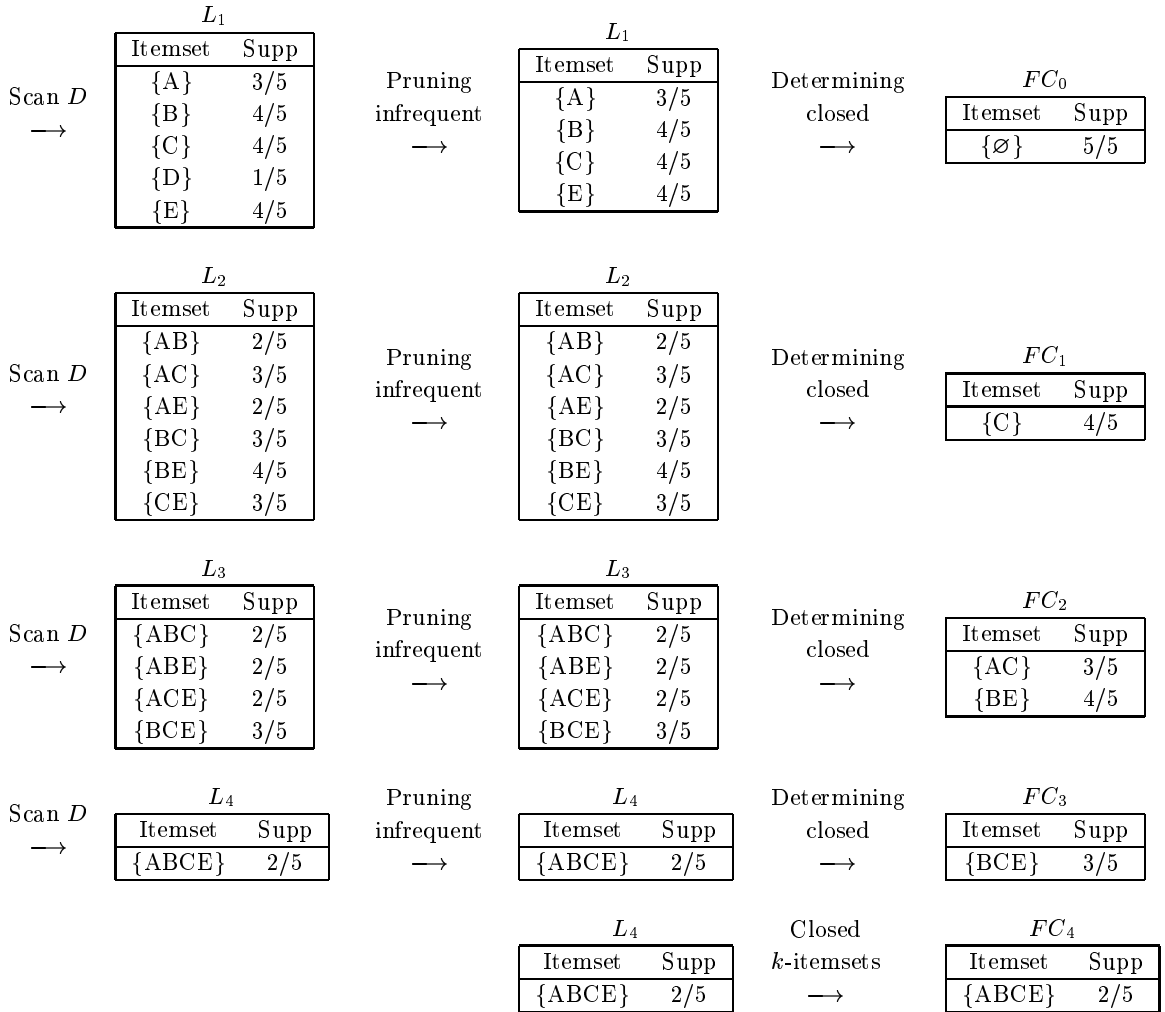 L1 L1
Scan D → Pruning infrequent → Determining closed → FC0
Itemset Supp
{A} 3/5
{B} 4/5
{C} 4/5
{D} 1/5
{E} 4/5
Itemset Supp
{A} 3/5
{B} 4/5
{C} 4/5
{E} 4/5
Itemset Supp
{∅} 5/5
L2 L2
Scan D → Pruning infrequent → Determining closed → FC1
Itemset Supp
{AB} 2/5
{AC} 3/5
{AE} 2/5
{BC} 3/5
{BE} 4/5
{CE} 3/5
Itemset Supp
{AB} 2/5
{AC} 3/5
{AE} 2/5
{BC} 3/5
{BE} 4/5
{CE} 3/5
Itemset Supp
{C} 4/5
L3 L3
Scan D → Pruning infrequent → Determining closed → FC2
Itemset Supp
{ABC} 2/5
{ABE} 2/5
{ACE} 2/5
{BCE} 3/5
Itemset Supp
{ABC} 2/5
{ABE} 2/5
{ACE} 2/5
{BCE} 3/5
Itemset Supp
{AC} 3/5
{BE} 4/5
L4 L4
Scan D → Pruning infrequent → Determining closed → FC3
Itemset Supp
{ABCE} 2/5
Itemset Supp
{ABCE} 2/5
Itemset Supp
{BCE} 3/5
L4
Closed k-itemsets → FC4
Itemset Supp
{ABCE} 2/5
Itemset Supp
{ABCE} 2/5